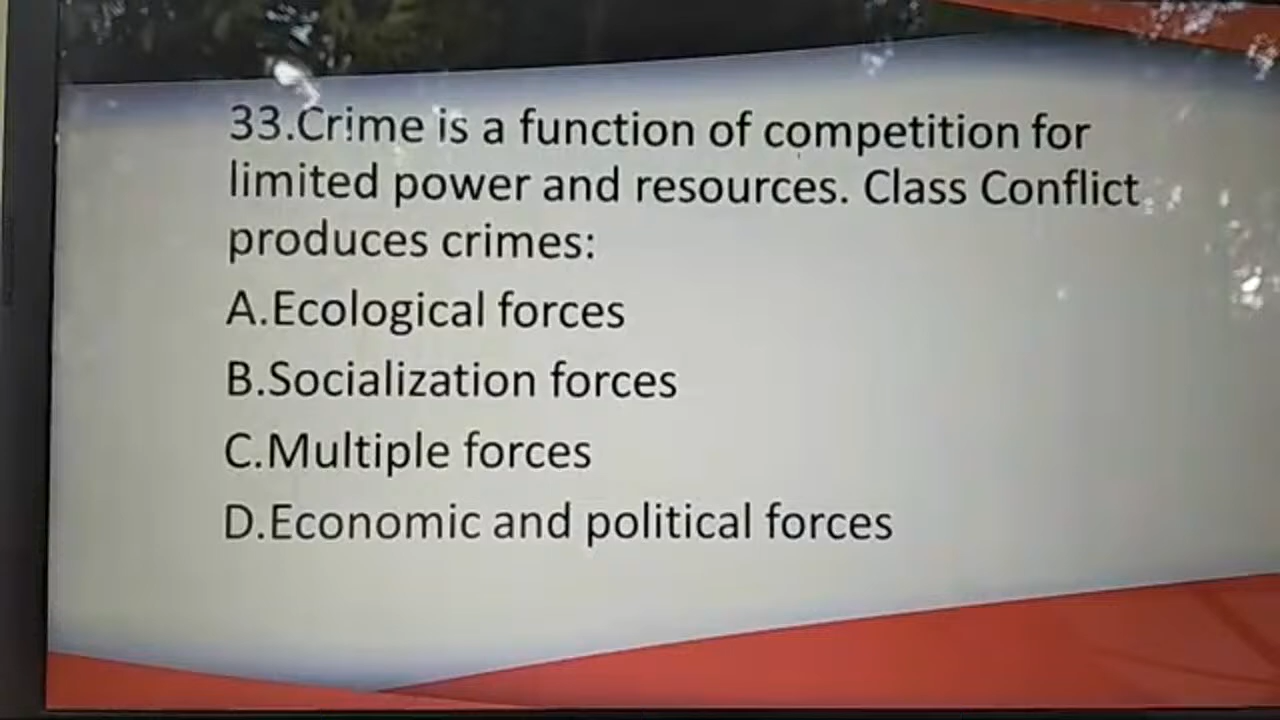 33.Crime is a function of competition for
limited power and resources. Class Conflict
produces crimes:
A.Ecological forces
B.Socialization forces
C.Multiple forces
D.Economic and political forces